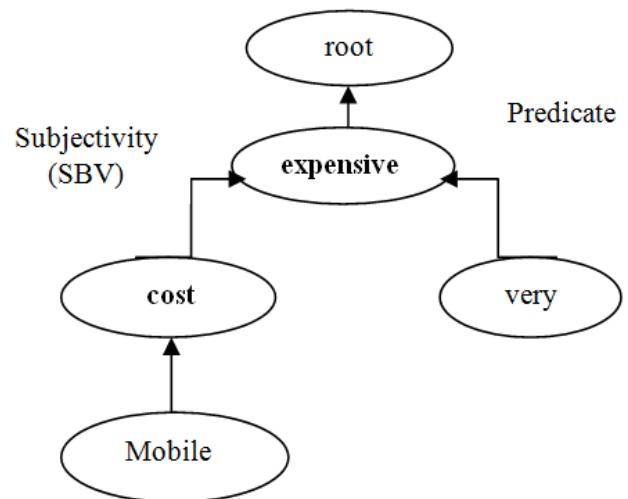 root
Predicate
Subjectivity
(SBV)
expensive
cost
very
Mobile